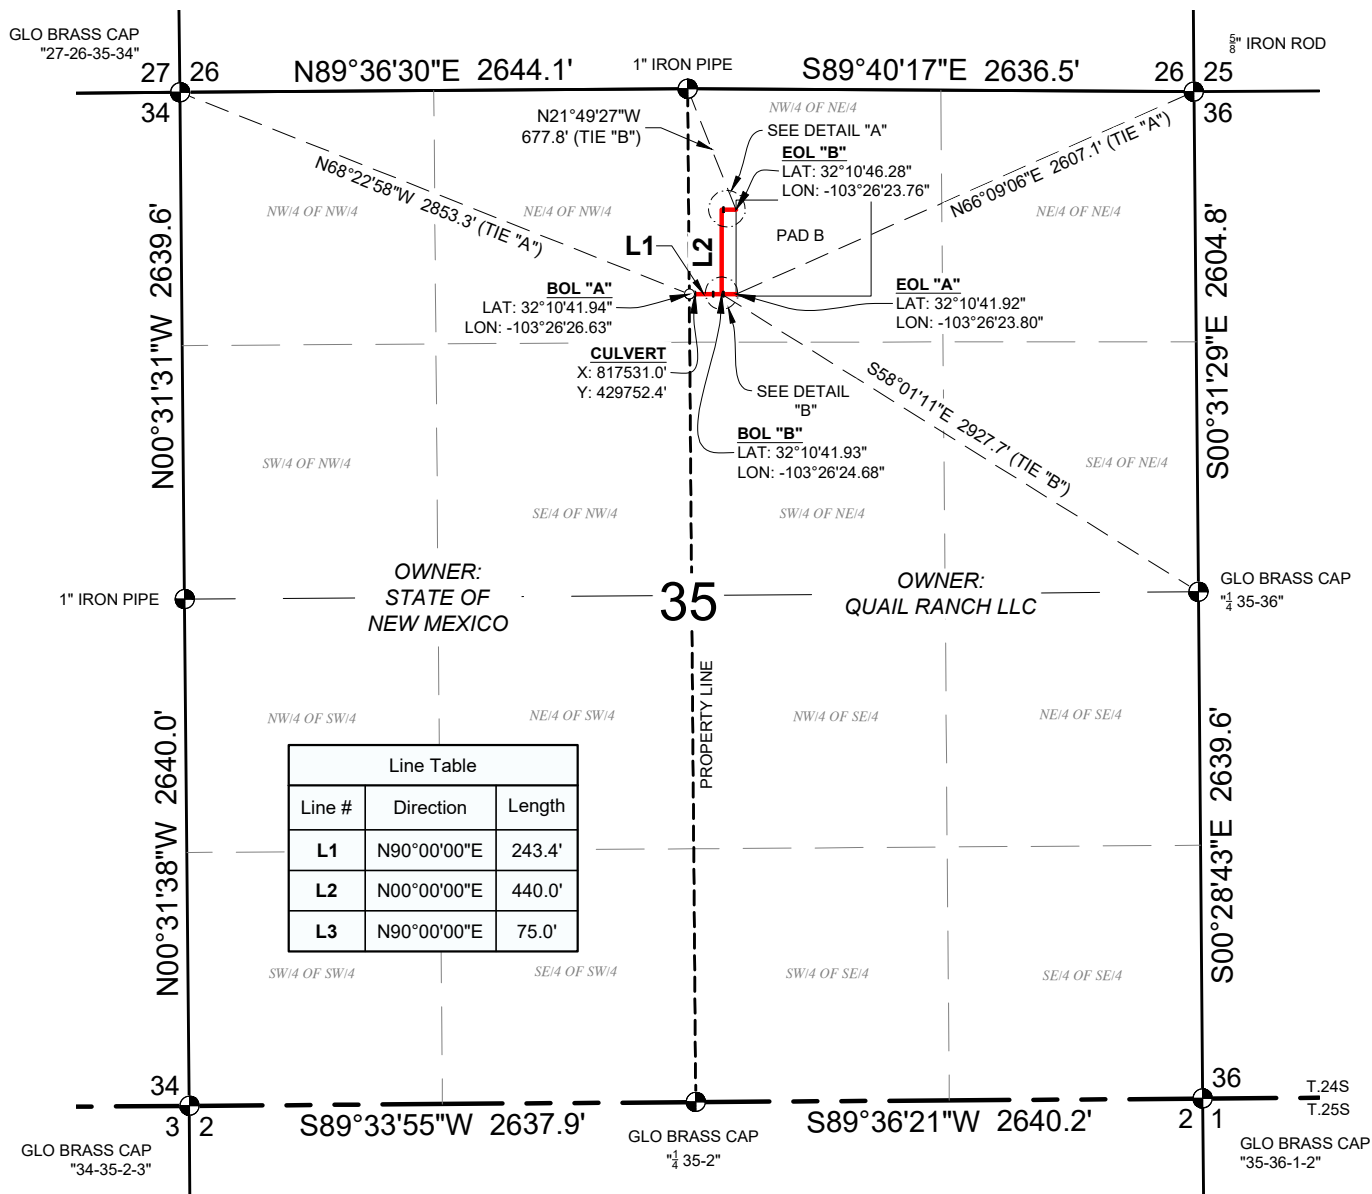 GLO BRASS CAP
"27-26-35-34"
27 26
34
N89°36'30"E 2644.1'
1" IRON PIPE
S89°40'17"E 2636.5'
5/8" IRON ROD
26 25
36
N21°49'27"W
677.8' (TIE "B")
NW/4 OF NE/4
SEE DETAIL "A"
EOL "B"
LAT: 32°10'46.28"
LON: -103°26'23.76"
N68°22'58"W 2853.3' (TIE "A")
N66°09'06"E 2607.1' (TIE "A")
NW/4 OF NW/4
NE/4 OF NW/4
NE/4 OF NE/4
L1
L2
PAD B
BOL "A"
LAT: 32°10'41.94"
LON: -103°26'26.63"
EOL "A"
LAT: 32°10'41.92"
LON: -103°26'23.80"
N00°31'31"W 2639.6'
S00°31'29"E 2604.8'
CULVERT
X: 817531.0'
Y: 429752.4'
SEE DETAIL
"B"
S58°01'11"E 2927.7' (TIE "B")
BOL "B"
LAT: 32°10'41.93"
LON: -103°26'24.68"
SW/4 OF NW/4
SE/4 OF NE/4
SE/4 OF NW/4
SW/4 OF NE/4
OWNER:
STATE OF
NEW MEXICO
35
OWNER:
QUAIL RANCH LLC
1" IRON PIPE
GLO BRASS CAP
"1/4 35-36"
PROPERTY LINE
NW/4 OF SW/4
NE/4 OF SW/4
NW/4 OF SE/4
NE/4 OF SE/4
N00°31'38"W 2640.0'
S00°28'43"E 2639.6'
Line Table
Line # Direction Length
L1 N90°00'00"E 243.4'
L2 N00°00'00"E 440.0'
L3 N90°00'00"E 75.0'
SW/4 OF SW/4
SE/4 OF SW/4
SW/4 OF SE/4
SE/4 OF SE/4
34
3 2
S89°33'55"W 2637.9'
S89°36'21"W 2640.2'
36
2 1
T.24S
T.25S
GLO BRASS CAP
"34-35-2-3"
GLO BRASS CAP
"1/4 35-2"
GLO BRASS CAP
"35-36-1-2"